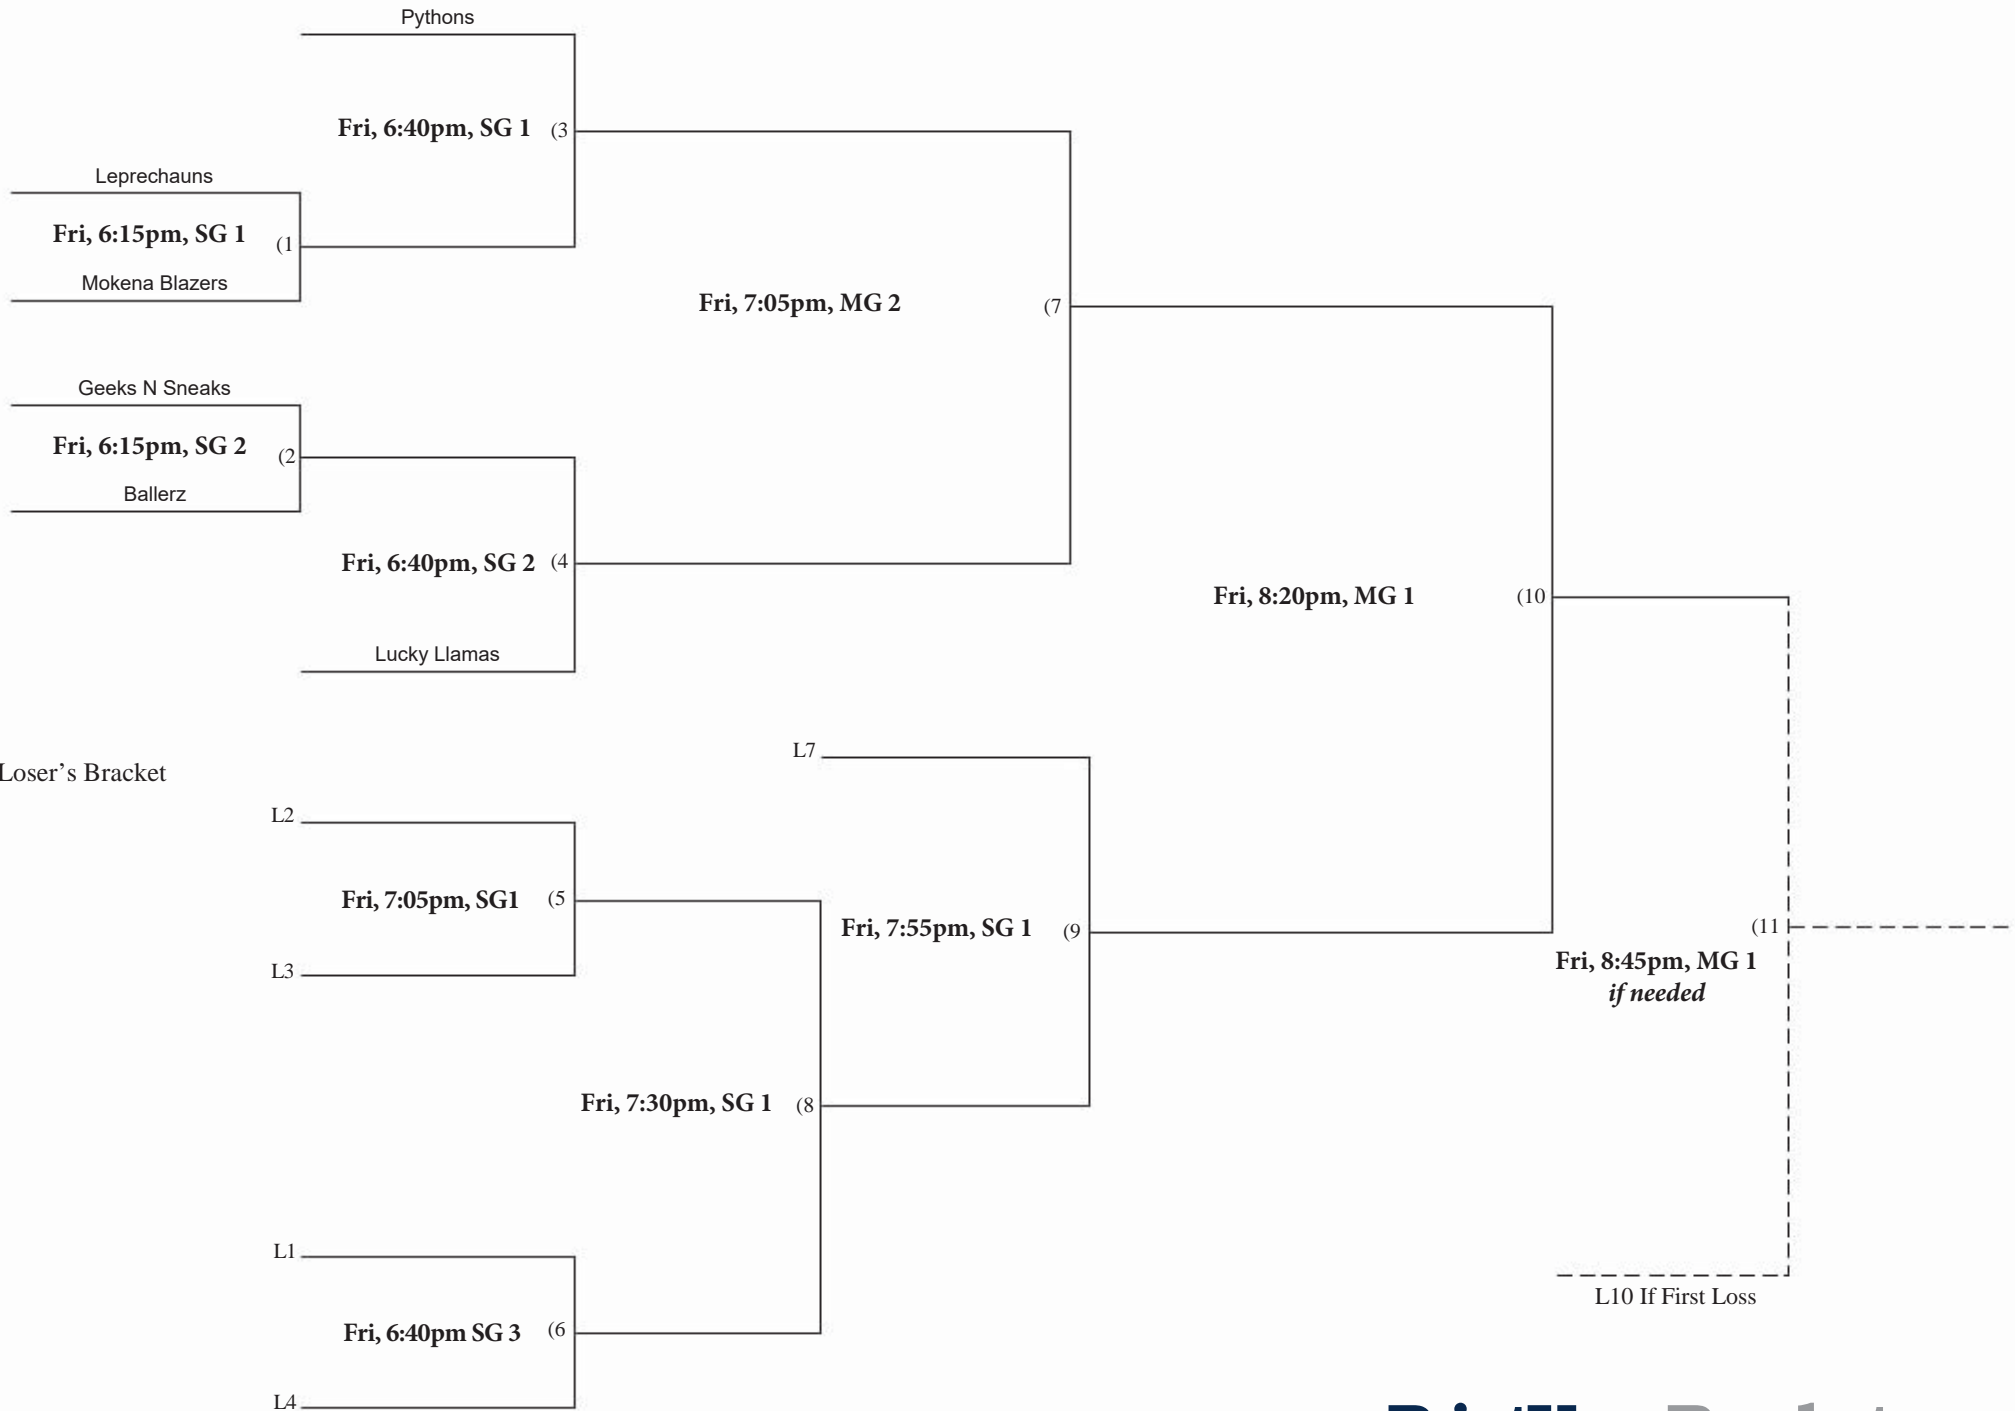 Pythons
Fri, 6:40pm, SG 1 (3
Leprechauns
Fri, 6:15pm, SG 1 (1
Mokena Blazers
Fri, 7:05pm, MG 2 (7
Geeks N Sneaks
Fri, 6:15pm, SG 2 (2
Ballerz
Fri, 6:40pm, SG 2 (4
Fri, 8:20pm, MG 1 (10
Lucky Llamas
L7
Loser's Bracket
L2
Fri, 7:05pm, SG1 (5
Fri, 7:55pm, SG 1 (9
(11
Fri, 8:45pm, MG 1
if needed
L3
Fri, 7:30pm, SG 1 (8
L1
L10 If First Loss
Fri, 6:40pm SG 3 (6
L4